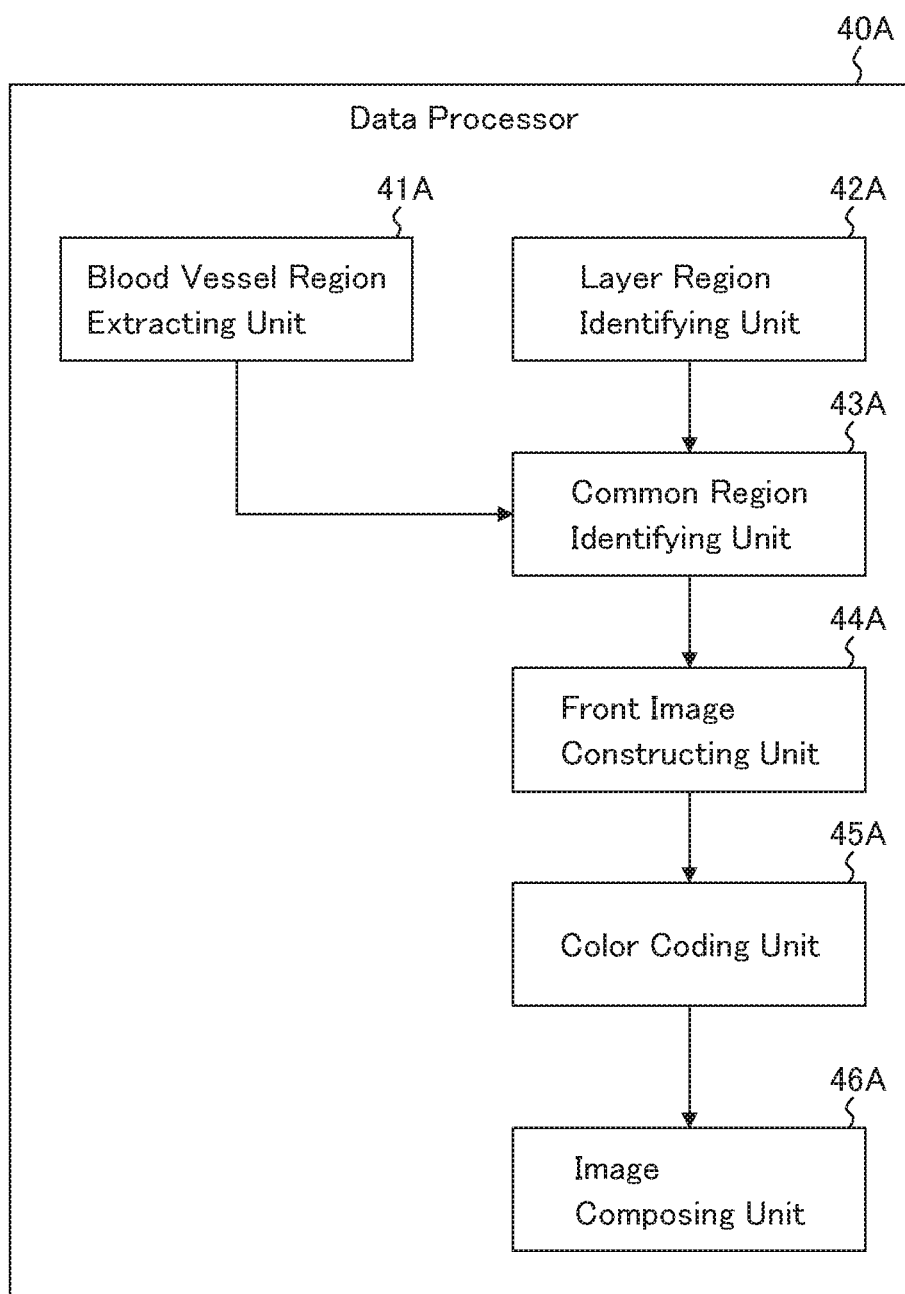 40A
Data Processor
41A
Blood Vessel Region
Extracting Unit
42A
Layer Region
Identifying Unit
43A
Common Region
Identifying Unit
44A
Front Image
Constructing Unit
45A
Color Coding Unit
46A
Image
Composing Unit